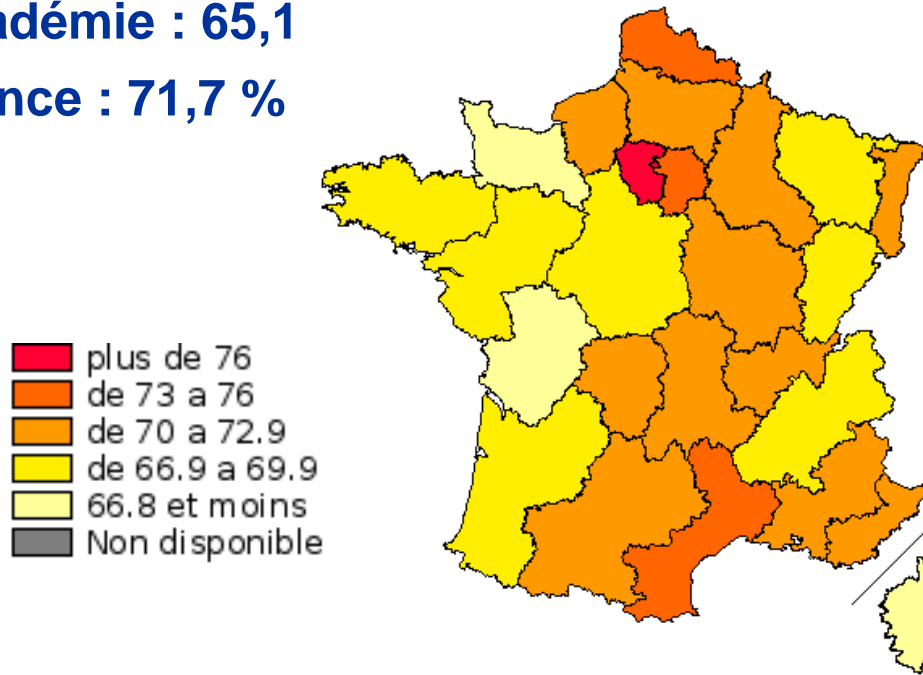 adémie : 65,1
nce : 71,7 %
plus de 76
de 73 a 76
de 70 a 72.9
de 66.9 a 69.9
66.8 et moins
Non disponible